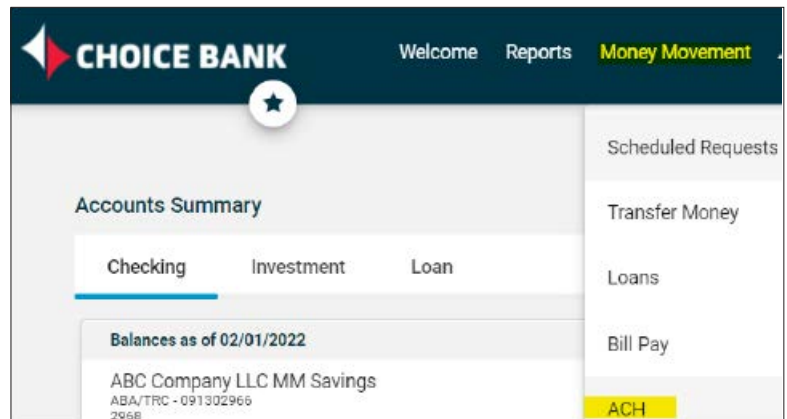 CHOICE BANK Welcome Reports Money Movement
Scheduled Requests
Accounts Summary
Transfer Money
Checking Investment Loan
Loans
Balances as of 02/01/2022
Bill Pay
ABC Company LLC MM Savings
ABA/TRC - 091302966
2968
ACH